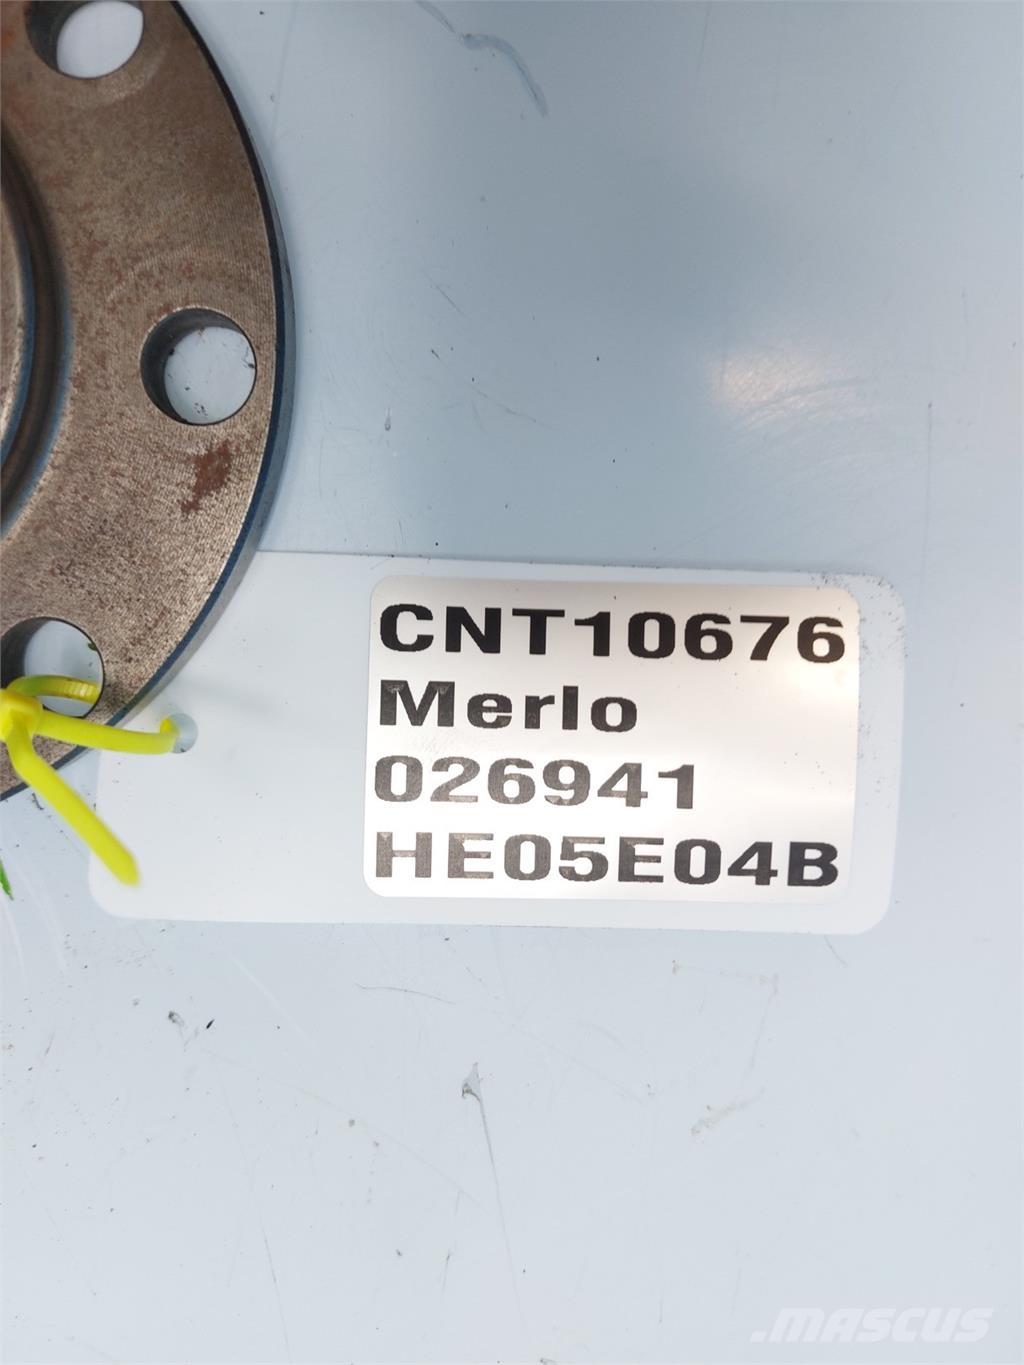 CNT10676
Merlo
026941
HE05E04B
MASCUS